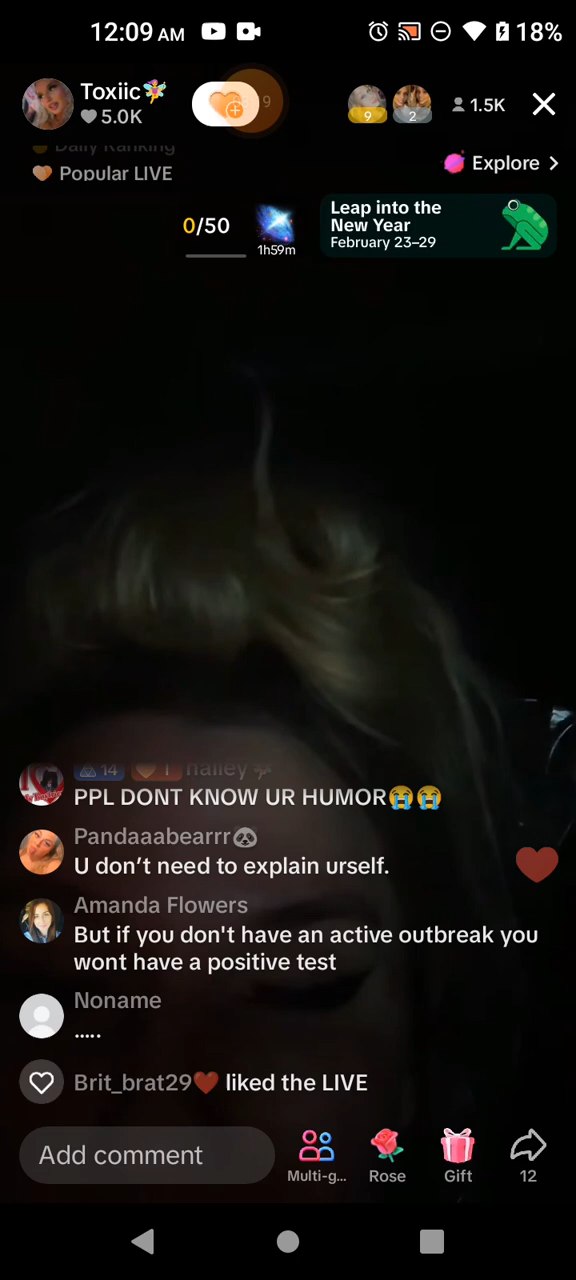 12:09 AM
18%
Toxiic🧚
5.0K
9
2
1.5K
Daily Ranking
Popular LIVE
Explore >
0/50
1h59m
Leap into the
New Year
February 23–29
14
1
hailey
PPL DONT KNOW UR HUMOR😭😭
Pandaaabearrr🐼
U don’t need to explain urself.
Amanda Flowers
But if you don't have an active outbreak you
wont have a positive test
Noname
.....
Brit_brat29❤️ liked the LIVE
Add comment
Multi-g...
Rose
Gift
12